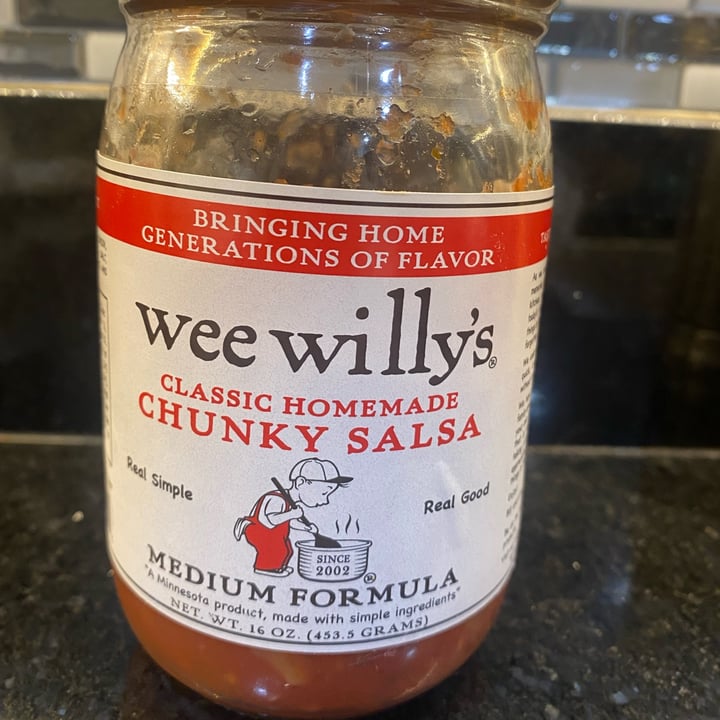 BRINGING HOME
GENERATIONS OF FLAVOR
wee willy's®
CLASSIC HOMEMADE
CHUNKY SALSA
Real Simple
Real Good
SINCE
2002
®
MEDIUM FORMULA
"A Minnesota product, made with simple ingredients"
NET. WT. 16 OZ. (453.5 GRAMS)